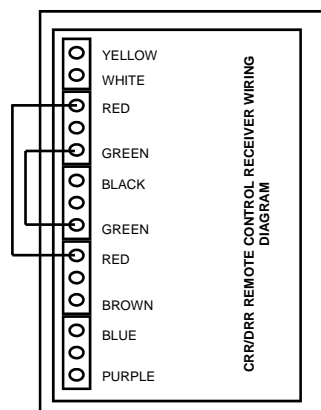 YELLOW
WHITE
RED
GREEN
BLACK
GREEN
RED
BROWN
BLUE
PURPLE
CRR/DRR REMOTE CONTROL RECEIVER WIRING
DIAGRAM